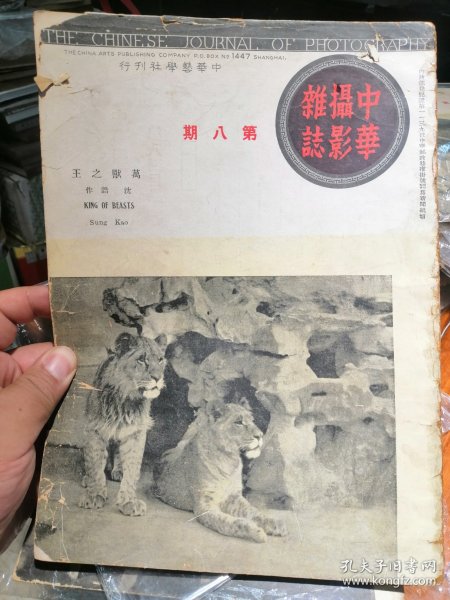 THE CHINESE JOURNAL OF PHOTOGRAPHY
THE CHINA ARTS PUBLISHING COMPANY P.O.BOX No 1447 SHANGHAI.
行刊社學藝華中
中華
攝影
雜誌
期八第
王之獸萬
作誥沈
KING OF BEASTS
Sung Kao
孔夫子旧书网
www.kongfz.com